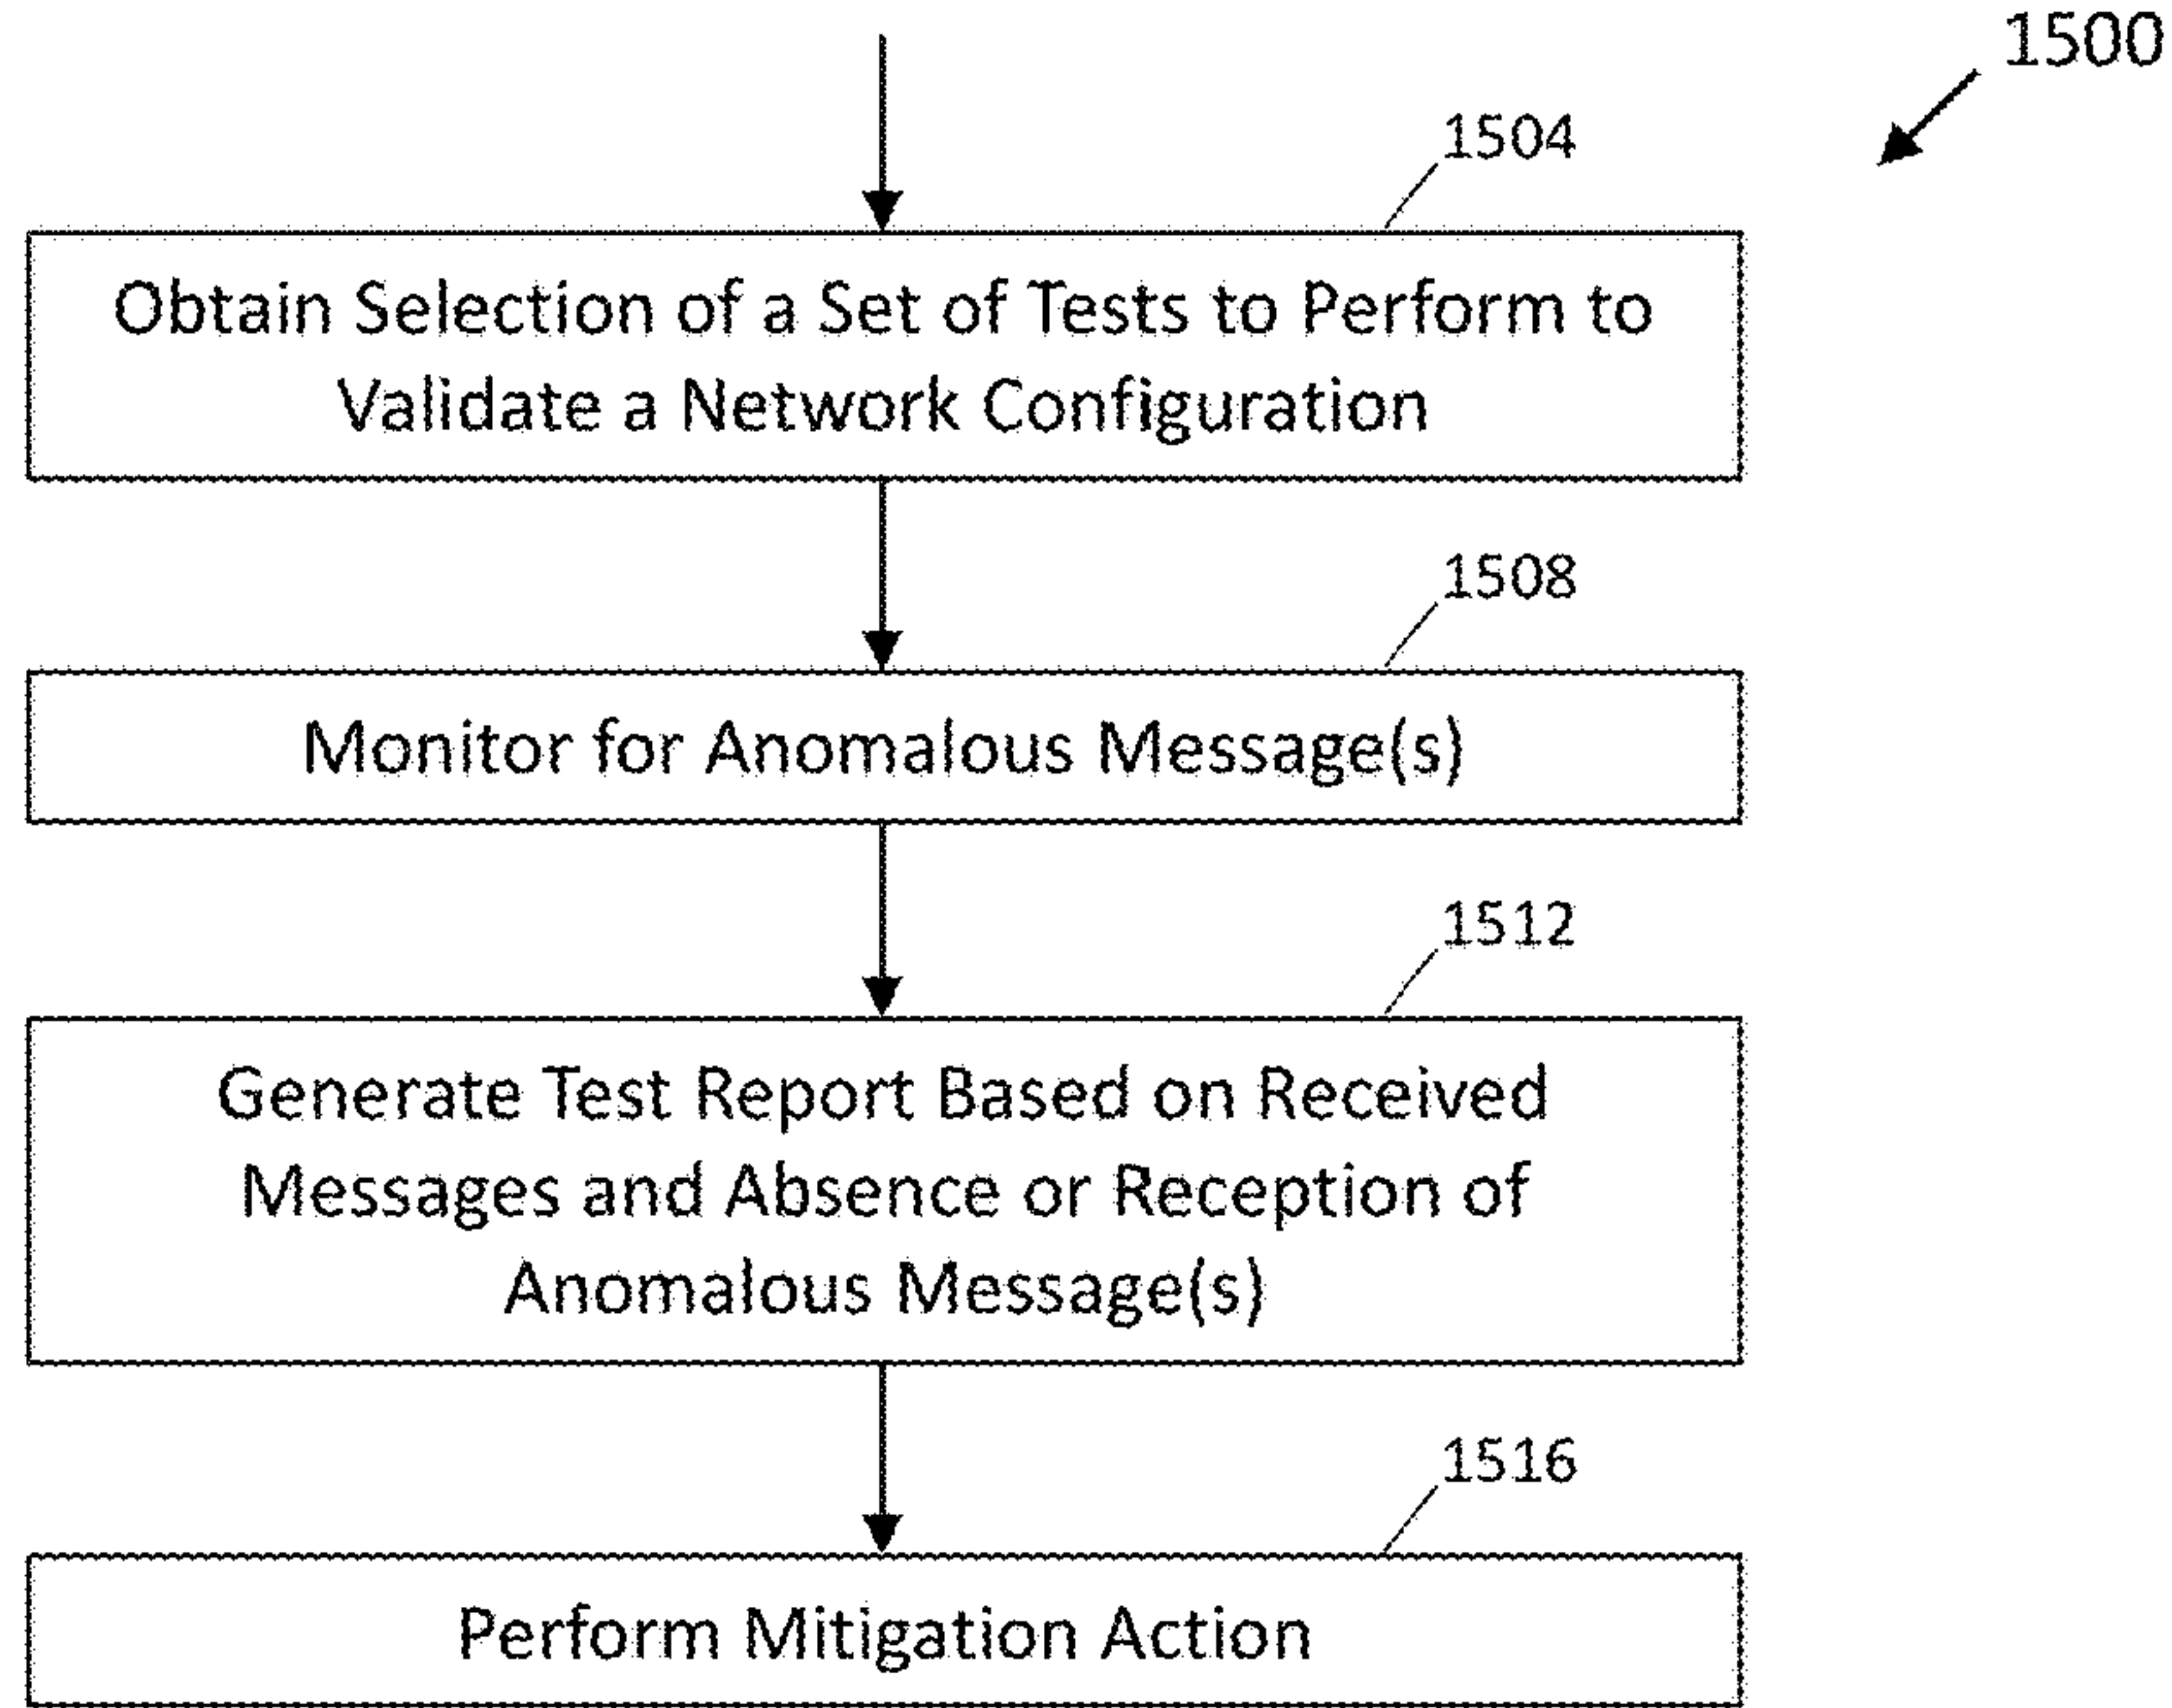 1500
1504
Obtain Selection of a Set of Tests to Perform to
Validate a Network Configuration
1508
Monitor for Anomalous Message(s)
1512
Generate Test Report Based on Received
Messages and Absence or Reception of
Anomalous Message(s)
1516
Perform Mitigation Action